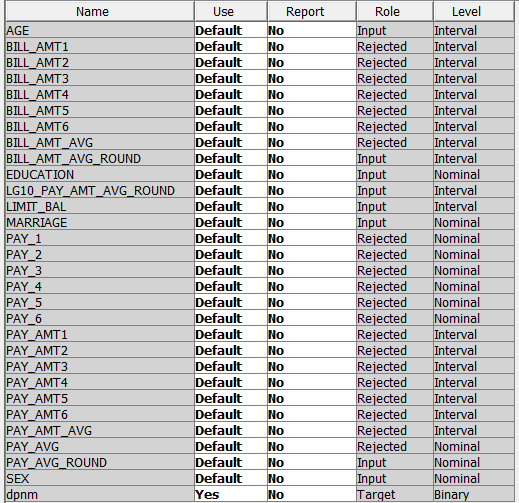 Name Use Report Role Level
AGE Default No Input Interval
BILL_AMT1 Default No Rejected Interval
BILL_AMT2 Default No Rejected Interval
BILL_AMT3 Default No Rejected Interval
BILL_AMT4 Default No Rejected Interval
BILL_AMT5 Default No Rejected Interval
BILL_AMT6 Default No Rejected Interval
BILL_AMT_AVG Default No Rejected Interval
BILL_AMT_AVG_ROUND Default No Input Interval
EDUCATION Default No Input Nominal
LG10_PAY_AMT_AVG_ROUND Default No Input Interval
LIMIT_BAL Default No Input Interval
MARRIAGE Default No Input Nominal
PAY_1 Default No Rejected Nominal
PAY_2 Default No Rejected Nominal
PAY_3 Default No Rejected Nominal
PAY_4 Default No Rejected Nominal
PAY_5 Default No Rejected Nominal
PAY_6 Default No Rejected Nominal
PAY_AMT1 Default No Rejected Interval
PAY_AMT2 Default No Rejected Interval
PAY_AMT3 Default No Rejected Interval
PAY_AMT4 Default No Rejected Interval
PAY_AMT5 Default No Rejected Interval
PAY_AMT6 Default No Rejected Interval
PAY_AMT_AVG Default No Rejected Interval
PAY_AVG Default No Rejected Nominal
PAY_AVG_ROUND Default No Input Nominal
SEX Default No Input Nominal
dpnm Yes No Target Binary